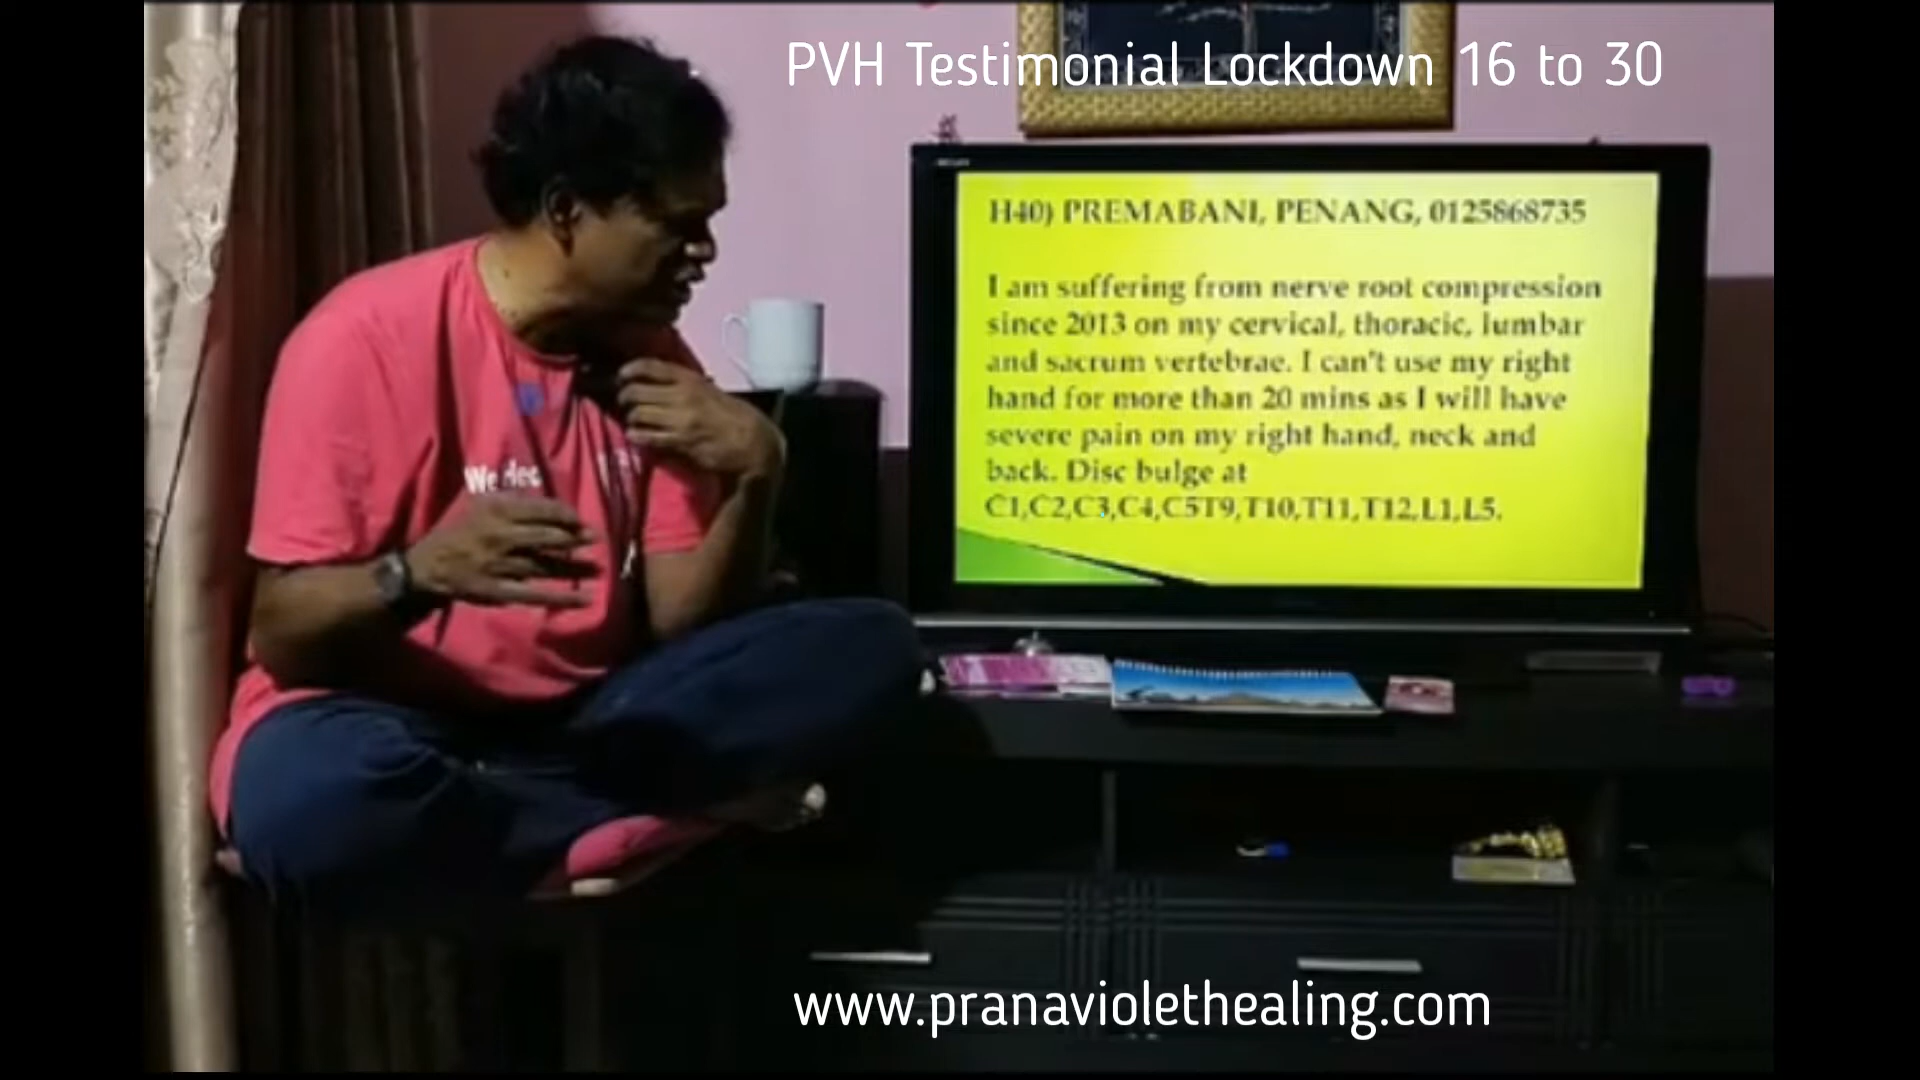 PVH Testimonial Lockdown 16 to 30
H40) PREMABANI, PENANG, 0125868735
I am suffering from nerve root compression
since 2013 on my cervical, thoracic, lumbar
and sacrum vertebrae. I can't use my right
hand for more than 20 mins as I will have
severe pain on my right hand, neck and
back. Disc bulge at
C1,C2,C3,C4,C5T9,T10,T11,T12,L1,L5.
We
www.pranaviolethealing.com